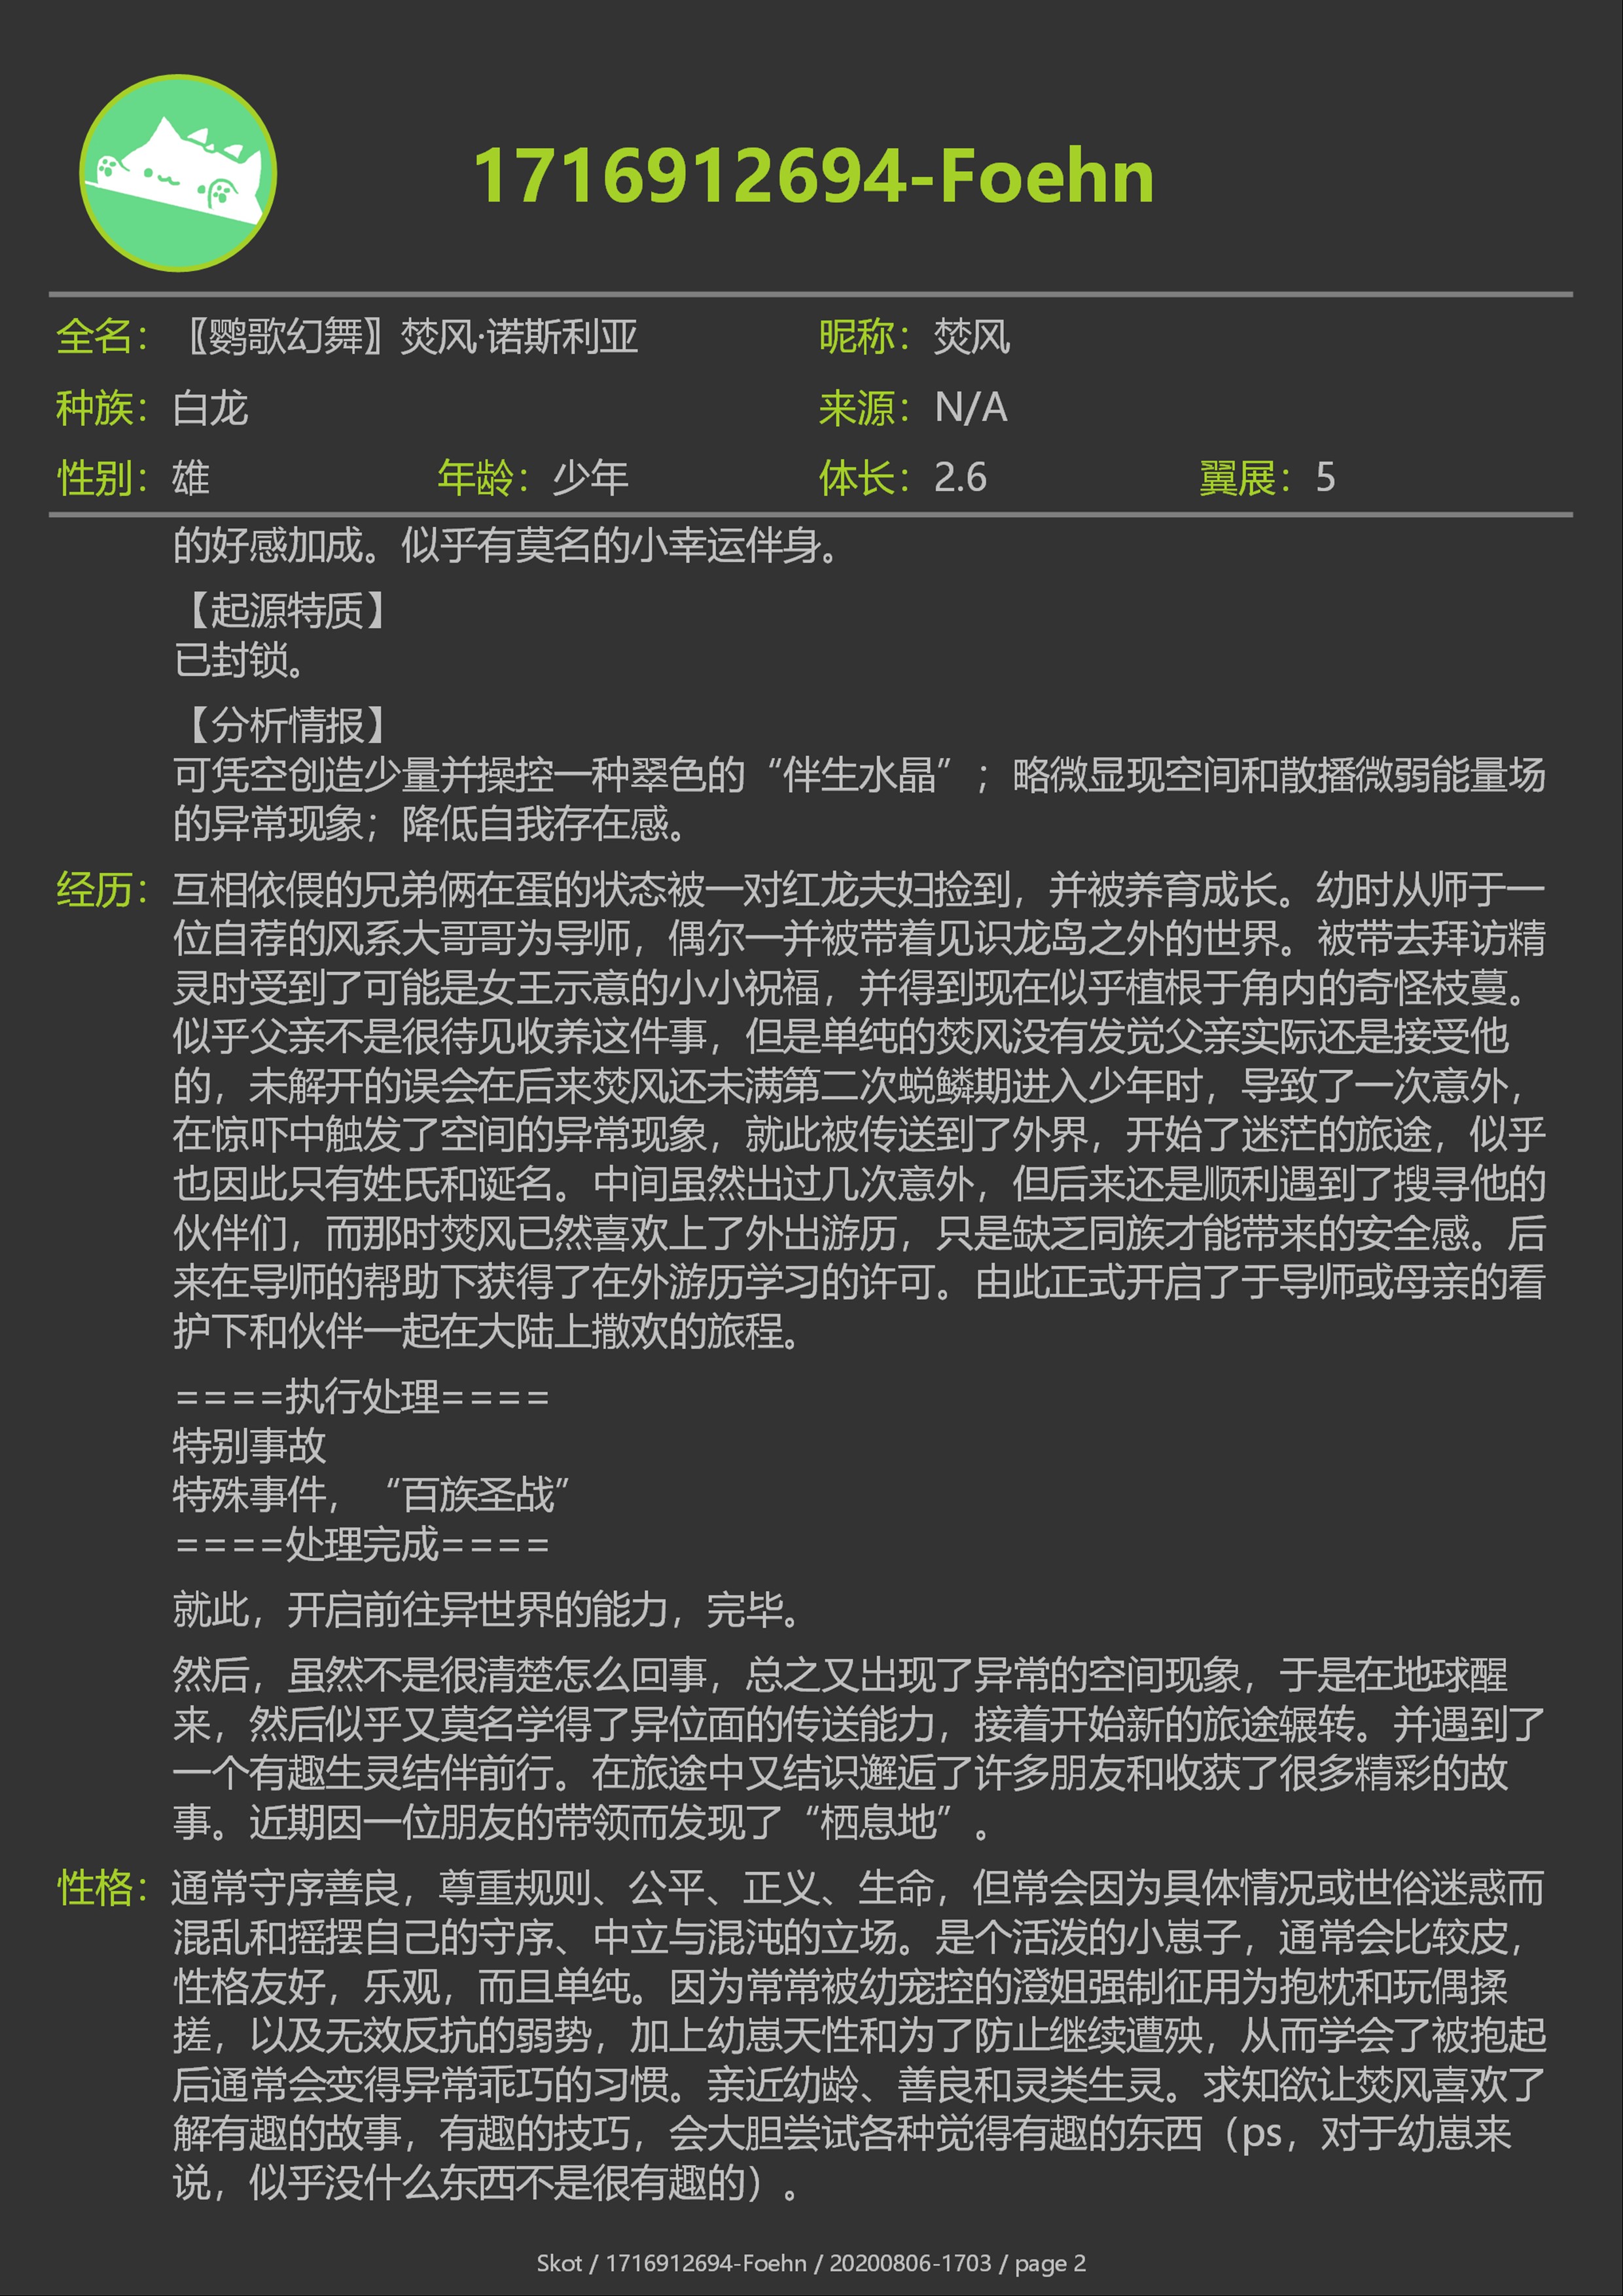 1716912694-Foehn
全名：〖鹦歌幻舞〗焚风·诺斯利亚 昵称：焚风
种族：白龙 来源：N/A
性别：雄 年龄：少年 体长：2.6 翼展：5
的好感加成。似乎有莫名的小幸运伴身。
【起源特质】
已封锁。
【分析情报】
可凭空创造少量并操控一种翠色的“伴生水晶”；略微显现空间和散播微弱能量场
的异常现象；降低自我存在感。
经历：互相依偎的兄弟俩在蛋的状态被一对红龙夫妇捡到，并被养育成长。幼时从师于一
位自荐的风系大哥哥为导师，偶尔一并被带着见识龙岛之外的世界。被带去拜访精
灵时受到了可能是女王示意的小小祝福，并得到现在似乎植根于角内的奇怪枝蔓。
似乎父亲不是很待见收养这件事，但是单纯的焚风没有发觉父亲实际还是接受他
的，未解开的误会在后来焚风还未满第二次蜕鳞期进入少年时，导致了一次意外，
在惊吓中触发了空间的异常现象，就此被传送到了外界，开始了迷茫的旅途，似乎
也因此只有姓氏和诞名。中间虽然出过几次意外，但后来还是顺利遇到了搜寻他的
伙伴们，而那时焚风已然喜欢上了外出游历，只是缺乏同族才能带来的安全感。后
来在导师的帮助下获得了在外游历学习的许可。由此正式开启了于导师或母亲的看
护下和伙伴一起在大陆上撒欢的旅程。
====执行处理====
特别事故
特殊事件，“百族圣战”
====处理完成====
就此，开启前往异世界的能力，完毕。
然后，虽然不是很清楚怎么回事，总之又出现了异常的空间现象，于是在地球醒
来，然后似乎又莫名学得了异位面的传送能力，接着开始新的旅途辗转。并遇到了
一个有趣生灵结伴前行。在旅途中又结识邂逅了许多朋友和收获了很多精彩的故
事。近期因一位朋友的带领而发现了“栖息地”。
性格：通常守序善良，尊重规则、公平、正义、生命，但常会因为具体情况或世俗迷惑而
混乱和摇摆自己的守序、中立与混沌的立场。是个活泼的小崽子，通常会比较皮，
性格友好，乐观，而且单纯。因为常常被幼宠控的澄姐强制征用为抱枕和玩偶揉
搓，以及无效反抗的弱势，加上幼崽天性和为了防止继续遭殃，从而学会了被抱起
后通常会变得异常乖巧的习惯。亲近幼龄、善良和灵类生灵。求知欲让焚风喜欢了
解有趣的故事，有趣的技巧，会大胆尝试各种觉得有趣的东西（ps，对于幼崽来
说，似乎没什么东西不是很有趣的）。
Skot / 1716912694-Foehn / 20200806-1703 / page 2